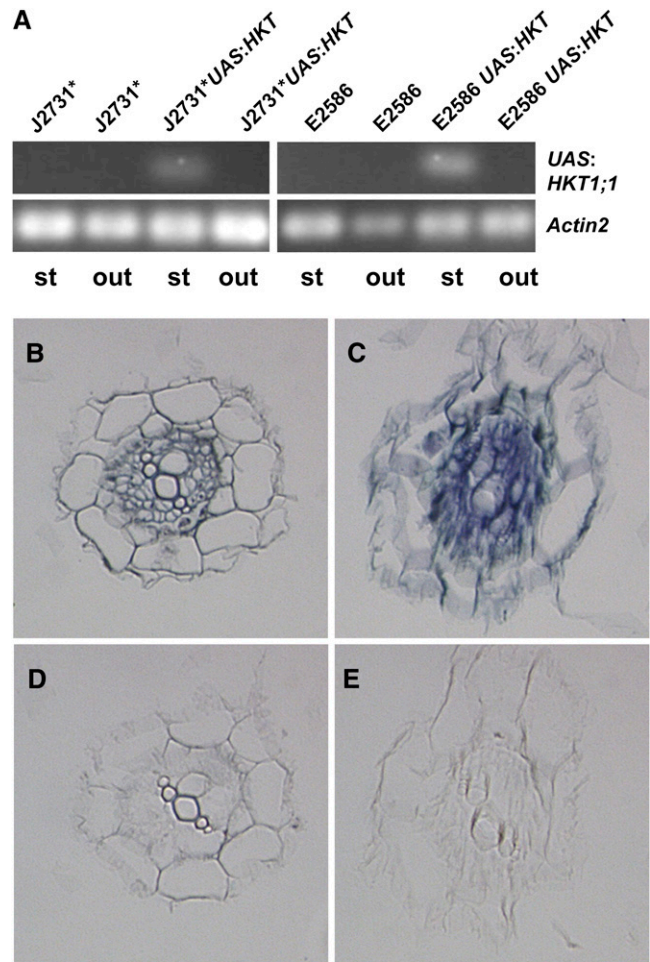 A
J2731*
J2731*
J2731*UAS:HKT
J2731*UAS:HKT
E2586
E2586
E2586 UAS:HKT
E2586 UAS:HKT
UAS:
HKT1;1
Actin2
st out st out st out st out
B
C
D
E